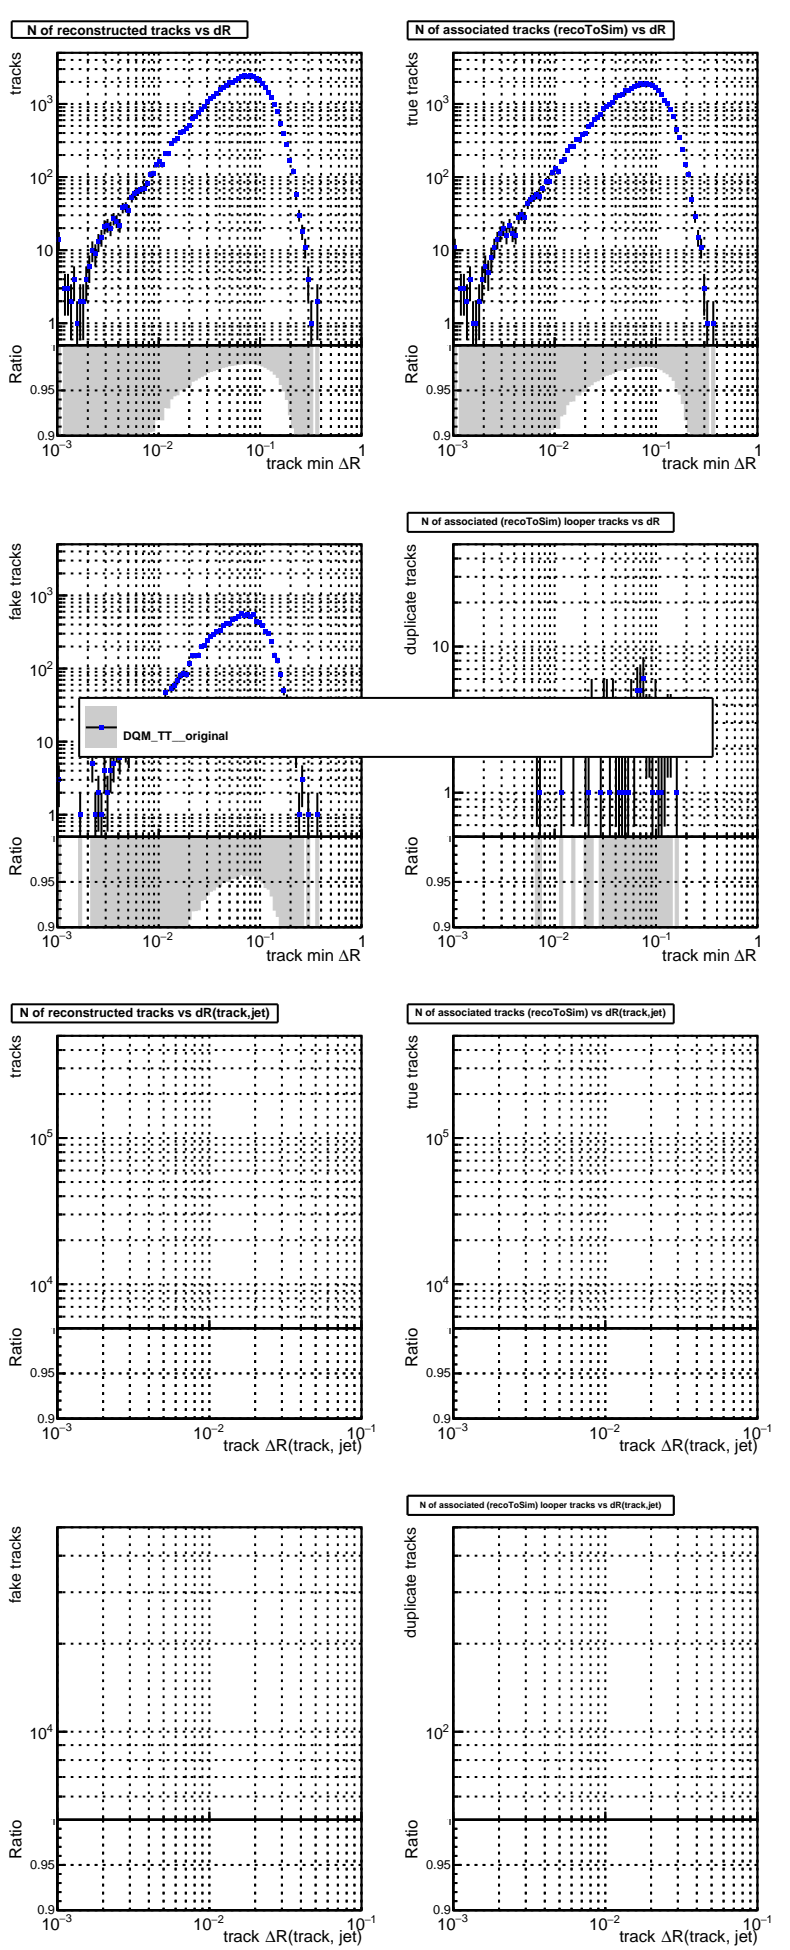 N of reconstructed tracks vs dR
tracks
10³
10²
10
1
Ratio
0.95
0.9
10⁻³
10⁻²
10⁻¹
1
track min ΔR
N of associated tracks (recoToSim) vs dR
true tracks
10³
10²
10
1
Ratio
0.95
0.9
10⁻³
10⁻²
10⁻¹
1
track min ΔR
fake tracks
10³
10²
10
1
Ratio
0.95
0.9
10⁻³
10⁻²
10⁻¹
1
track min ΔR
N of associated (recoToSim) looper tracks vs dR
duplicate tracks
10
1
Ratio
0.95
0.9
10⁻³
10⁻²
10⁻¹
1
track min ΔR
DQM_TT__original
N of reconstructed tracks vs dR(track,jet)
tracks
10⁵
10⁴
Ratio
0.95
0.9
10⁻³
10⁻²
10⁻¹
track ΔR(track, jet)
N of associated tracks (recoToSim) vs dR(track,jet)
true tracks
10⁵
10⁴
Ratio
0.95
0.9
10⁻³
10⁻²
10⁻¹
track ΔR(track, jet)
fake tracks
10⁴
Ratio
0.95
0.9
10⁻³
10⁻²
10⁻¹
track ΔR(track, jet)
N of associated (recoToSim) looper tracks vs dR(track,jet)
duplicate tracks
10²
Ratio
0.95
0.9
10⁻³
10⁻²
10⁻¹
track ΔR(track, jet)